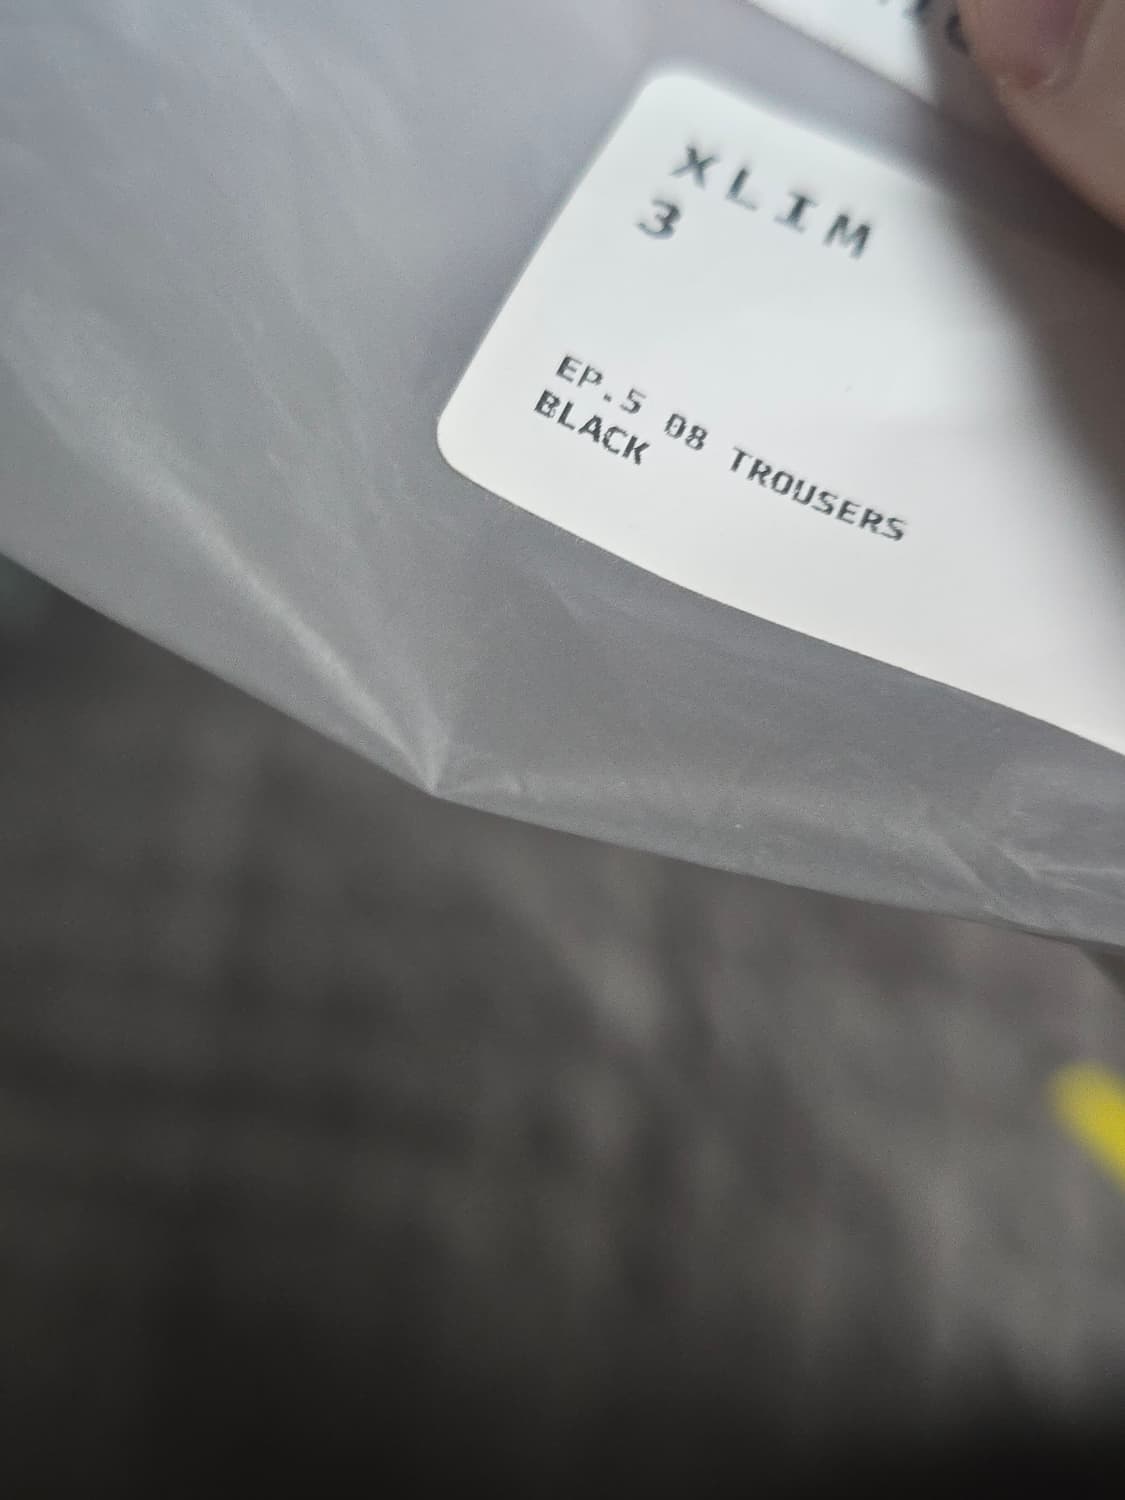 XLIM
3
EP.5 08 TROUSERS
BLACK